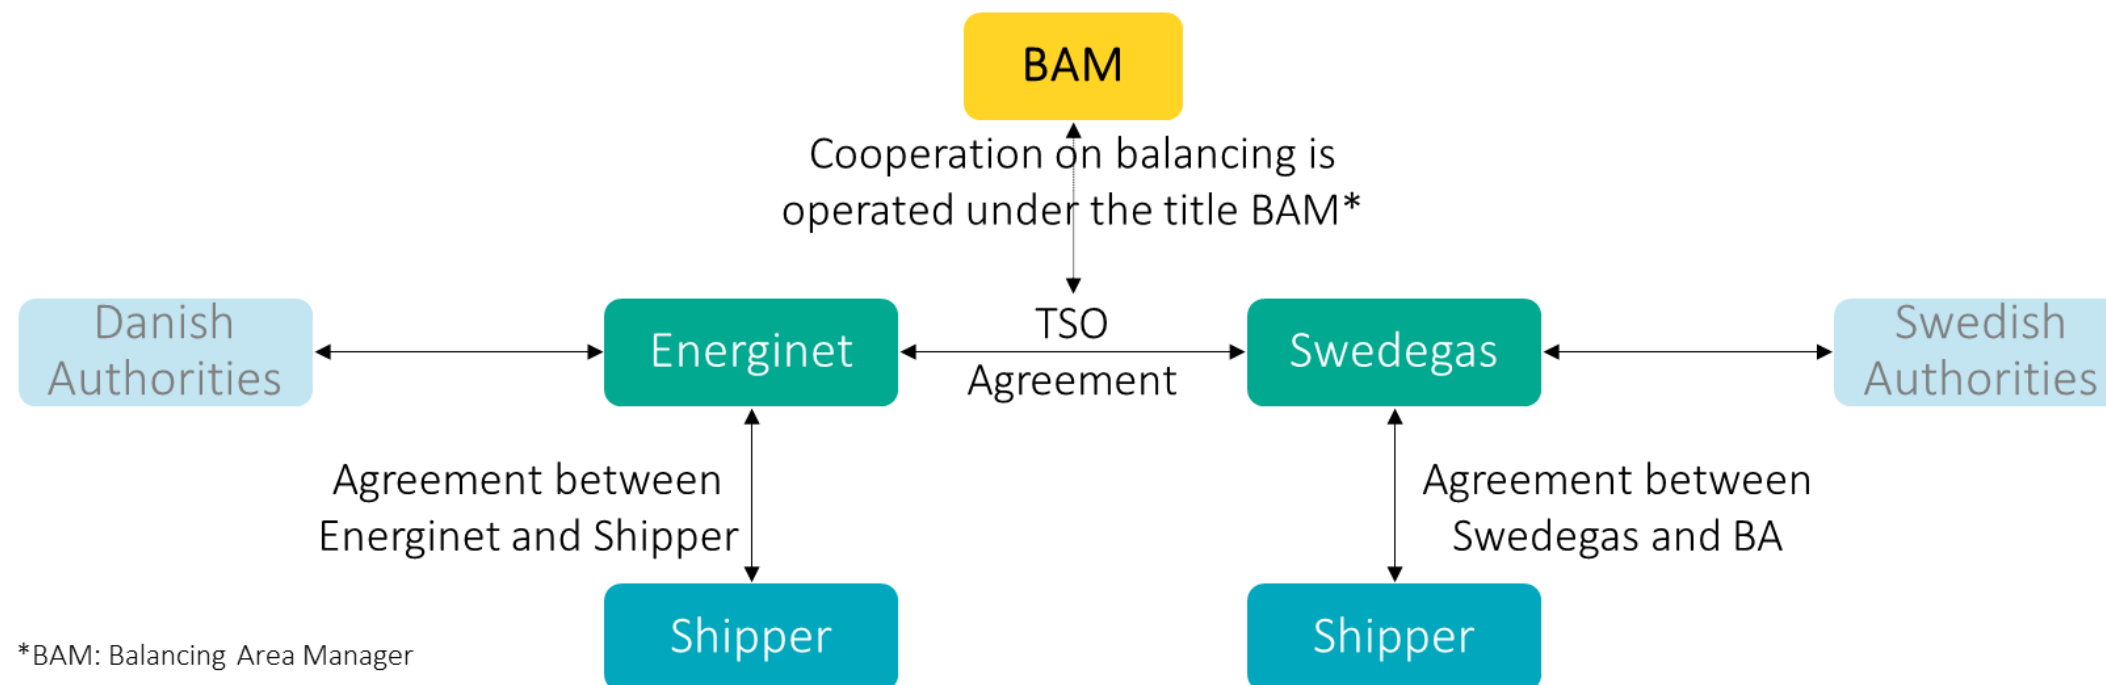 BAM
Cooperation on balancing is
operated under the title BAM*
Danish
Authorities
Energinet
TSO
Agreement
Swedegas
Swedish
Authorities
Agreement between
Energinet and Shipper
Agreement between
Swedegas and BA
Shipper
Shipper
*BAM: Balancing Area Manager